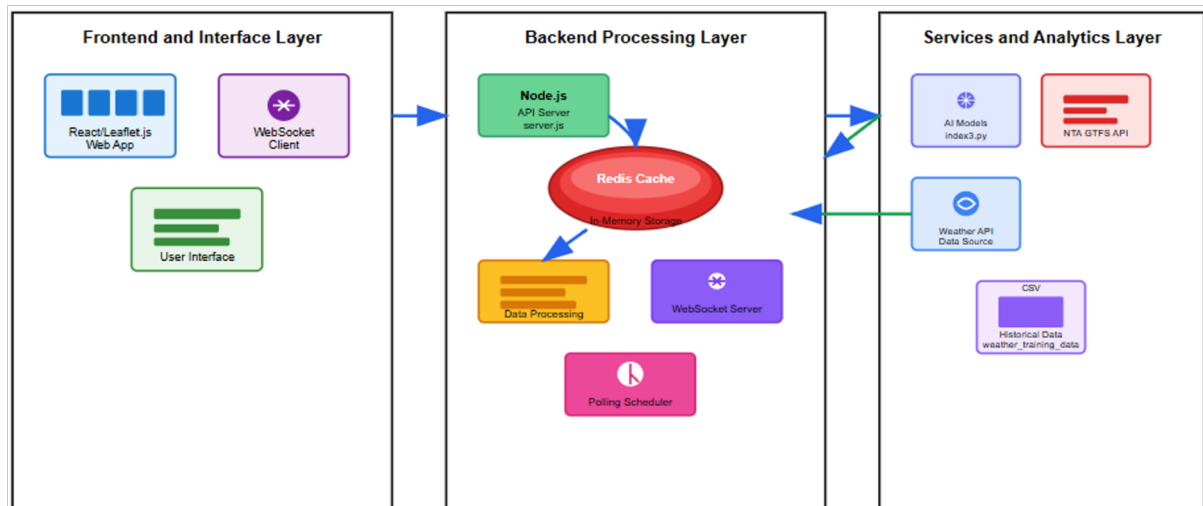 Frontend and Interface Layer
React/Leaflet.js
Web App
WebSocket
Client
User Interface
Backend Processing Layer
Node.js
API Server
server.js
Redis Cache
In-Memory Storage
Data Processing
WebSocket Server
Polling Scheduler
Services and Analytics Layer
AI Models
index3.py
NTA GTFS API
Weather API
Data Source
CSV
Historical Data
weather_training_data